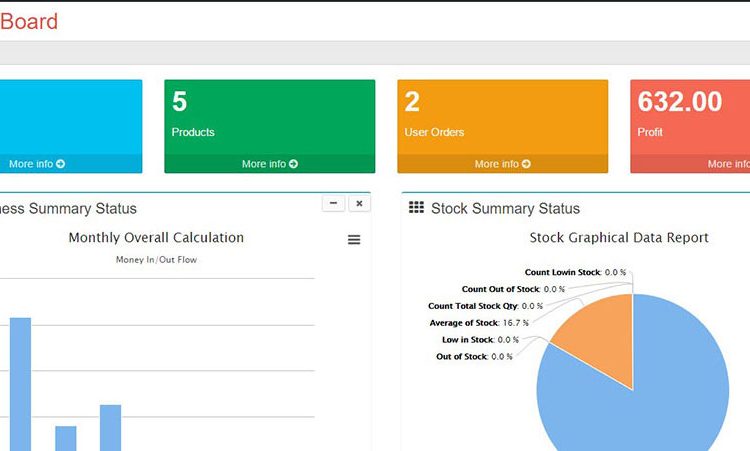 Board
5
2
632.00
Products
User Orders
Profit
More info
More info
More info
More info
ness Summary Status
Stock Summary Status
Monthly Overall Calculation
Money In/Out Flow
Stock Graphical Data Report
Count Lowin Stock: 0.0 %
Count Out of Stock: 0.0 %
Count Total Stock Qty: 0.0 %
Average of Stock: 16.7 %
Low in Stock: 0.0 %
Out of Stock: 0.0 %